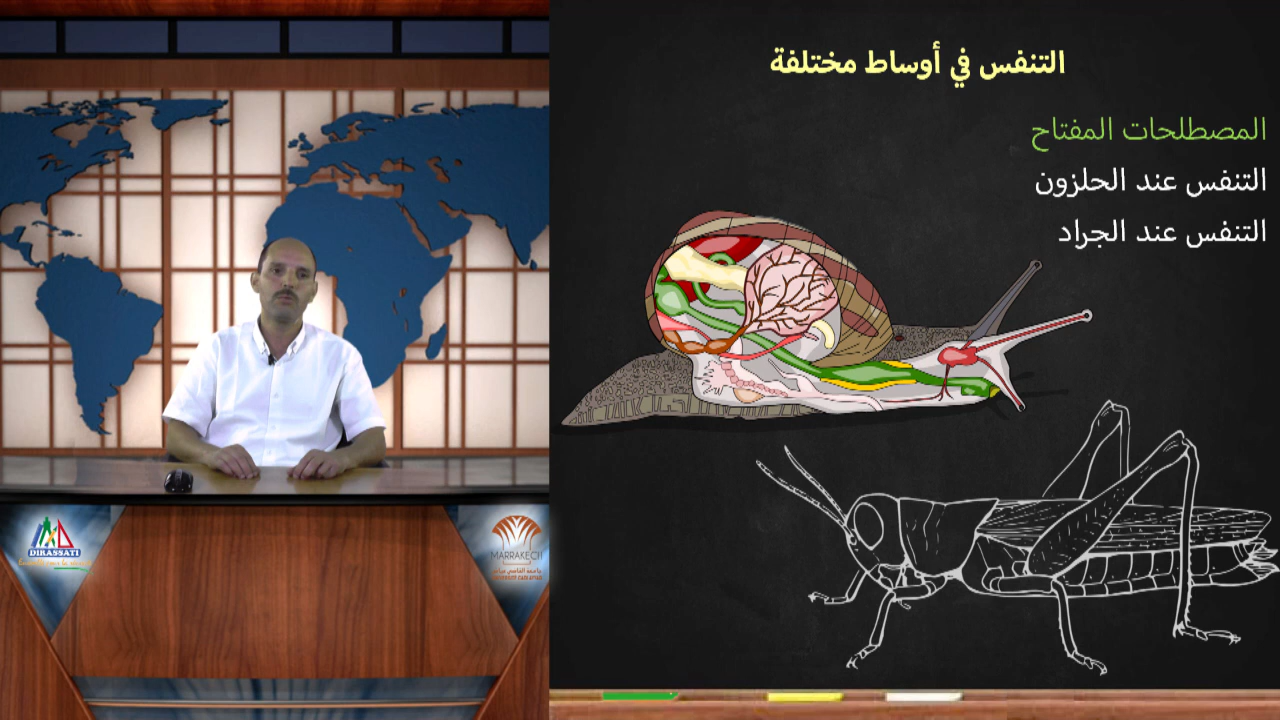 التنفس في أوساط مختلفة
المصطلحات المفتاح
التنفس عند الحلزون
التنفس عند الجراد
DIRASSATI
MARRAKECH